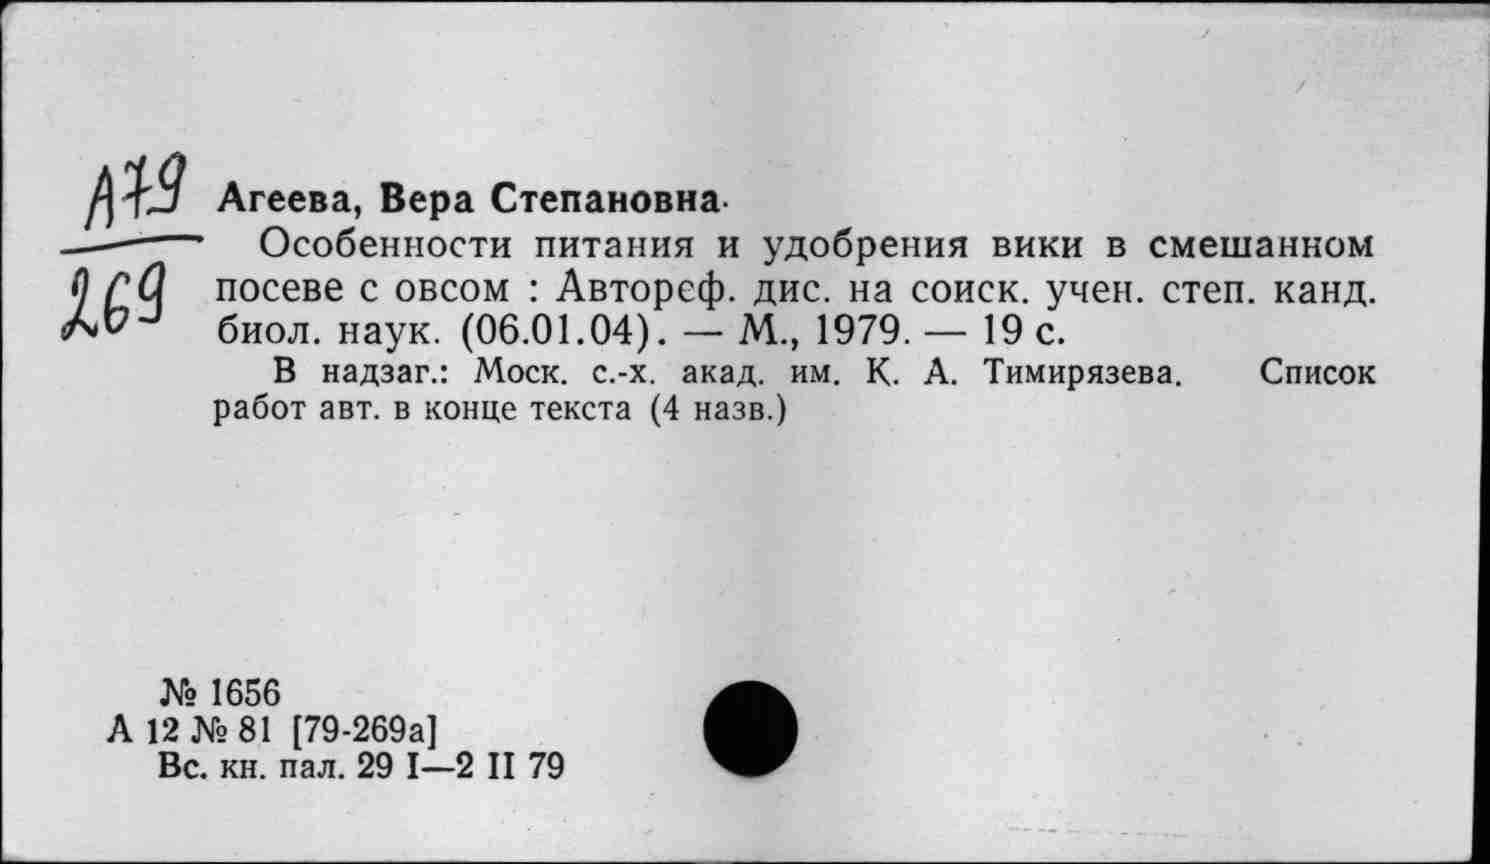 А79
269
Агеева, Вера Степановна.
Особенности питания и удобрения вики в смешанном
посеве с овсом : Автореф. дис. на соиск. учен. степ. канд.
биол. наук. (06.01.04). — М., 1979. — 19 с.
В надзаг.: Моск. с.-х. акад. им. К. А. Тимирязева. Список
работ авт. в конце текста (4 назв.)
№ 1656
А 12 № 81 [79-269а]
Вс. кн. пал. 29 I—2 II 79